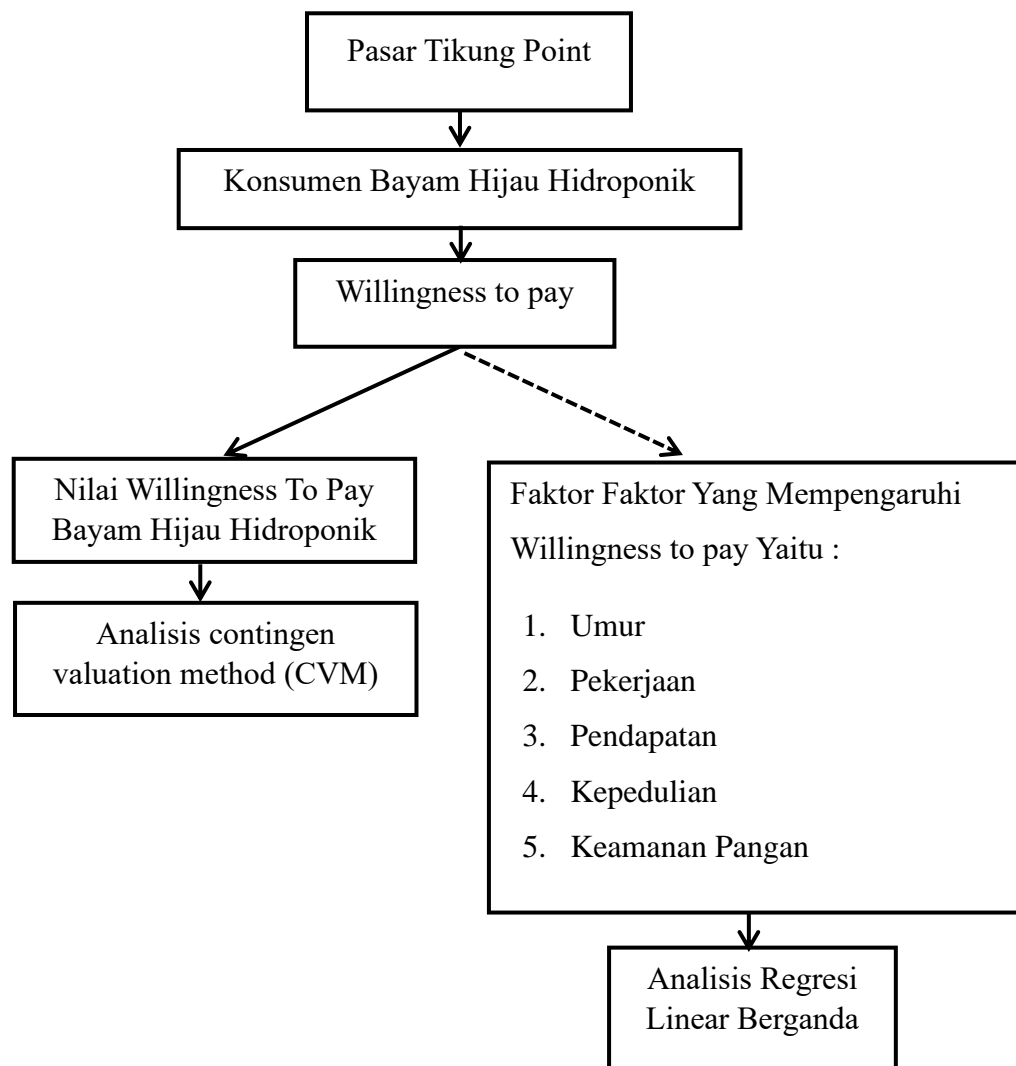 Pasar Tikung Point
Konsumen Bayam Hijau Hidroponik
Willingness to pay
Nilai Willingness To Pay
Bayam Hijau Hidroponik
Analisis contingen
valuation method (CVM)
Faktor Faktor Yang Mempengaruhi
Willingness to pay Yaitu :
1. Umur
2. Pekerjaan
3. Pendapatan
4. Kepedulian
5. Keamanan Pangan
Analisis Regresi
Linear Berganda